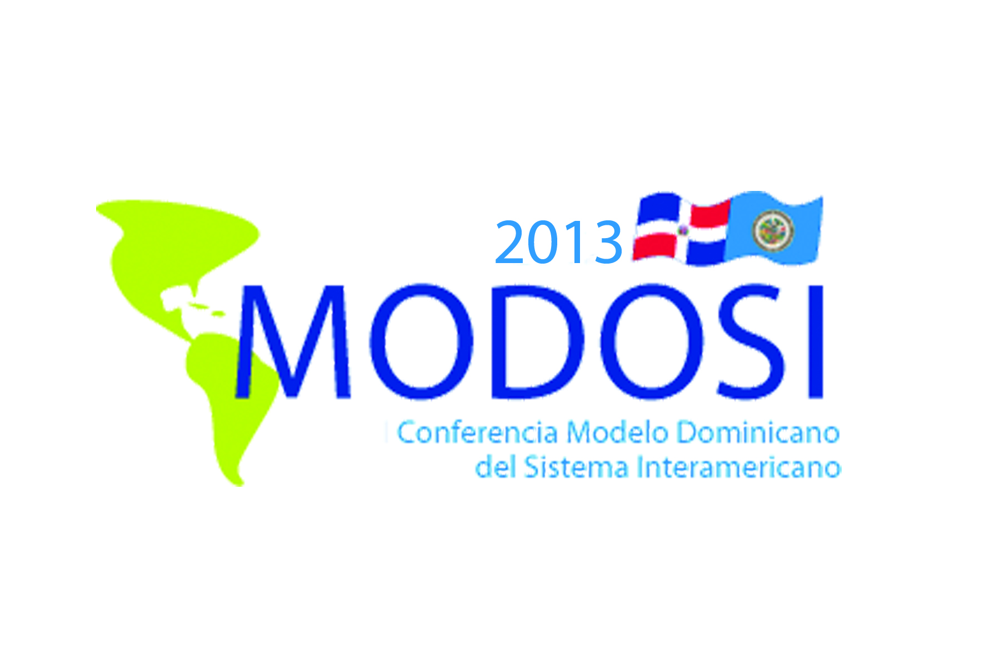 2013
MODOSI
Conferencia Modelo Dominicano
del Sistema Interamericano